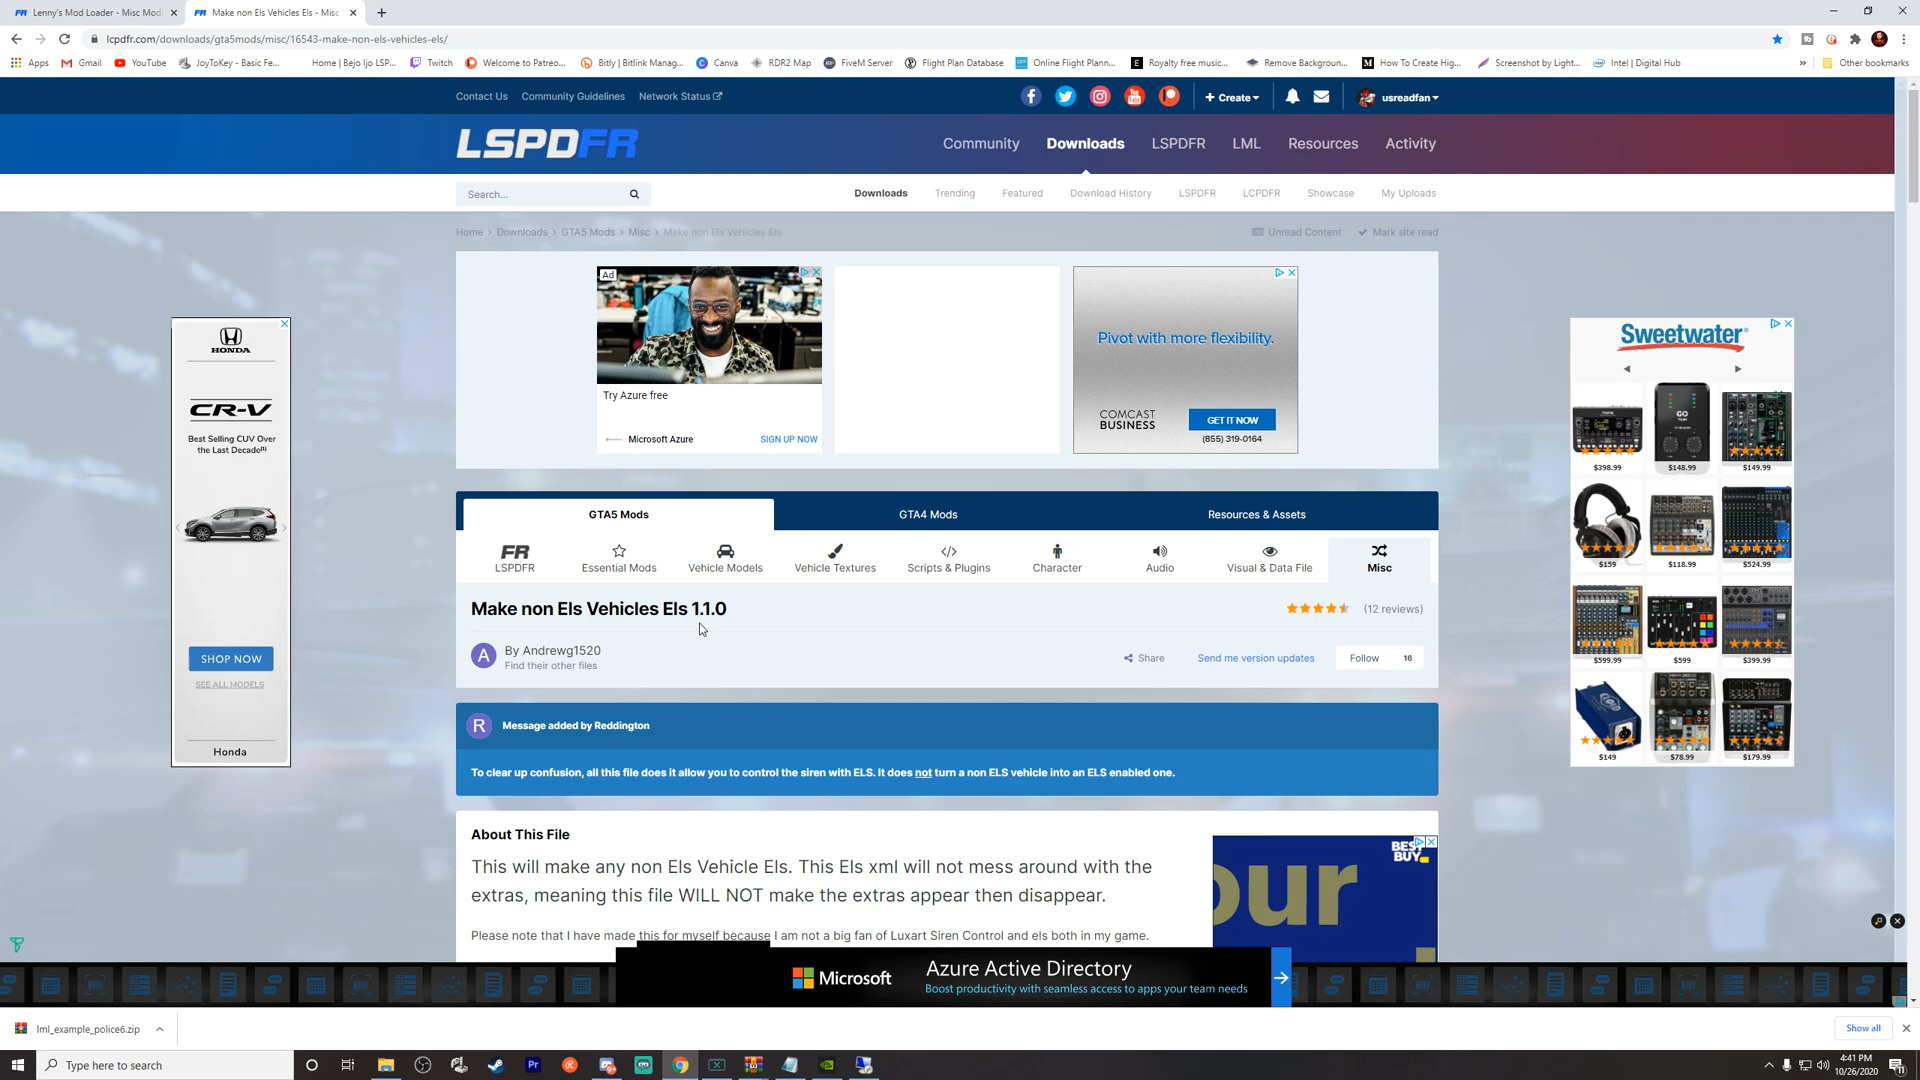 Lenny's Mod Loader - Misc Mod
Make non Els Vehicles Els - Misc
lcpdfr.com/downloads/gta5mods/misc/16543-make-non-els-vehicles-els/
Apps Gmail YouTube JoyToKey - Basic Fe... Home | Bejo Ijo LSP... Twitch Welcome to Patreo... Bitly | Bitlink Manag... Canva RDR2 Map FiveM Server Flight Plan Database Online Flight Plann... Royalty free music... Remove Backgroun... How To Create Hig... Screenshot by Light... Intel | Digital Hub » Other bookmarks
Contact Us Community Guidelines Network Status + Create usreadfan
LSPDFR
Community Downloads LSPDFR LML Resources Activity
Search... Downloads Trending Featured Download History LSPDFR LCPDFR Showcase My Uploads
Home > Downloads > GTA5 Mods > Misc > Make non Els Vehicles Els Unread Content Mark site read
Ad
Try Azure free
Microsoft Azure SIGN UP NOW
Pivot with more flexibility.
COMCAST
BUSINESS
GET IT NOW
(855) 319-0164
HONDA
CR-V
Best Selling CUV Over
the Last Decade
SHOP NOW
SEE ALL MODELS
Honda
Sweetwater
$398.99 $148.99 $149.99
$159 $118.99 $524.99
$599.99 $599 $399.99
$149 $78.99 $179.99
GTA5 Mods GTA4 Mods Resources & Assets
FR
LSPDFR Essential Mods Vehicle Models Vehicle Textures Scripts & Plugins Character Audio Visual & Data File Misc
Make non Els Vehicles Els 1.1.0
(12 reviews)
A
By Andrewg1520
Find their other files
Share Send me version updates Follow 16
R
Message added by Reddington
To clear up confusion, all this file does it allow you to control the siren with ELS. It does not turn a non ELS vehicle into an ELS enabled one.
About This File
This will make any non Els Vehicle Els. This Els xml will not mess around with the
extras, meaning this file WILL NOT make the extras appear then disappear.
Please note that I have made this for myself because I am not a big fan of Luxart Siren Control and els both in my game.
BEST
BUY
our
Microsoft
Azure Active Directory
Boost productivity with seamless access to apps your team needs
lml_example_police6.zip
Show all
Type here to search
4:41 PM
10/26/2020